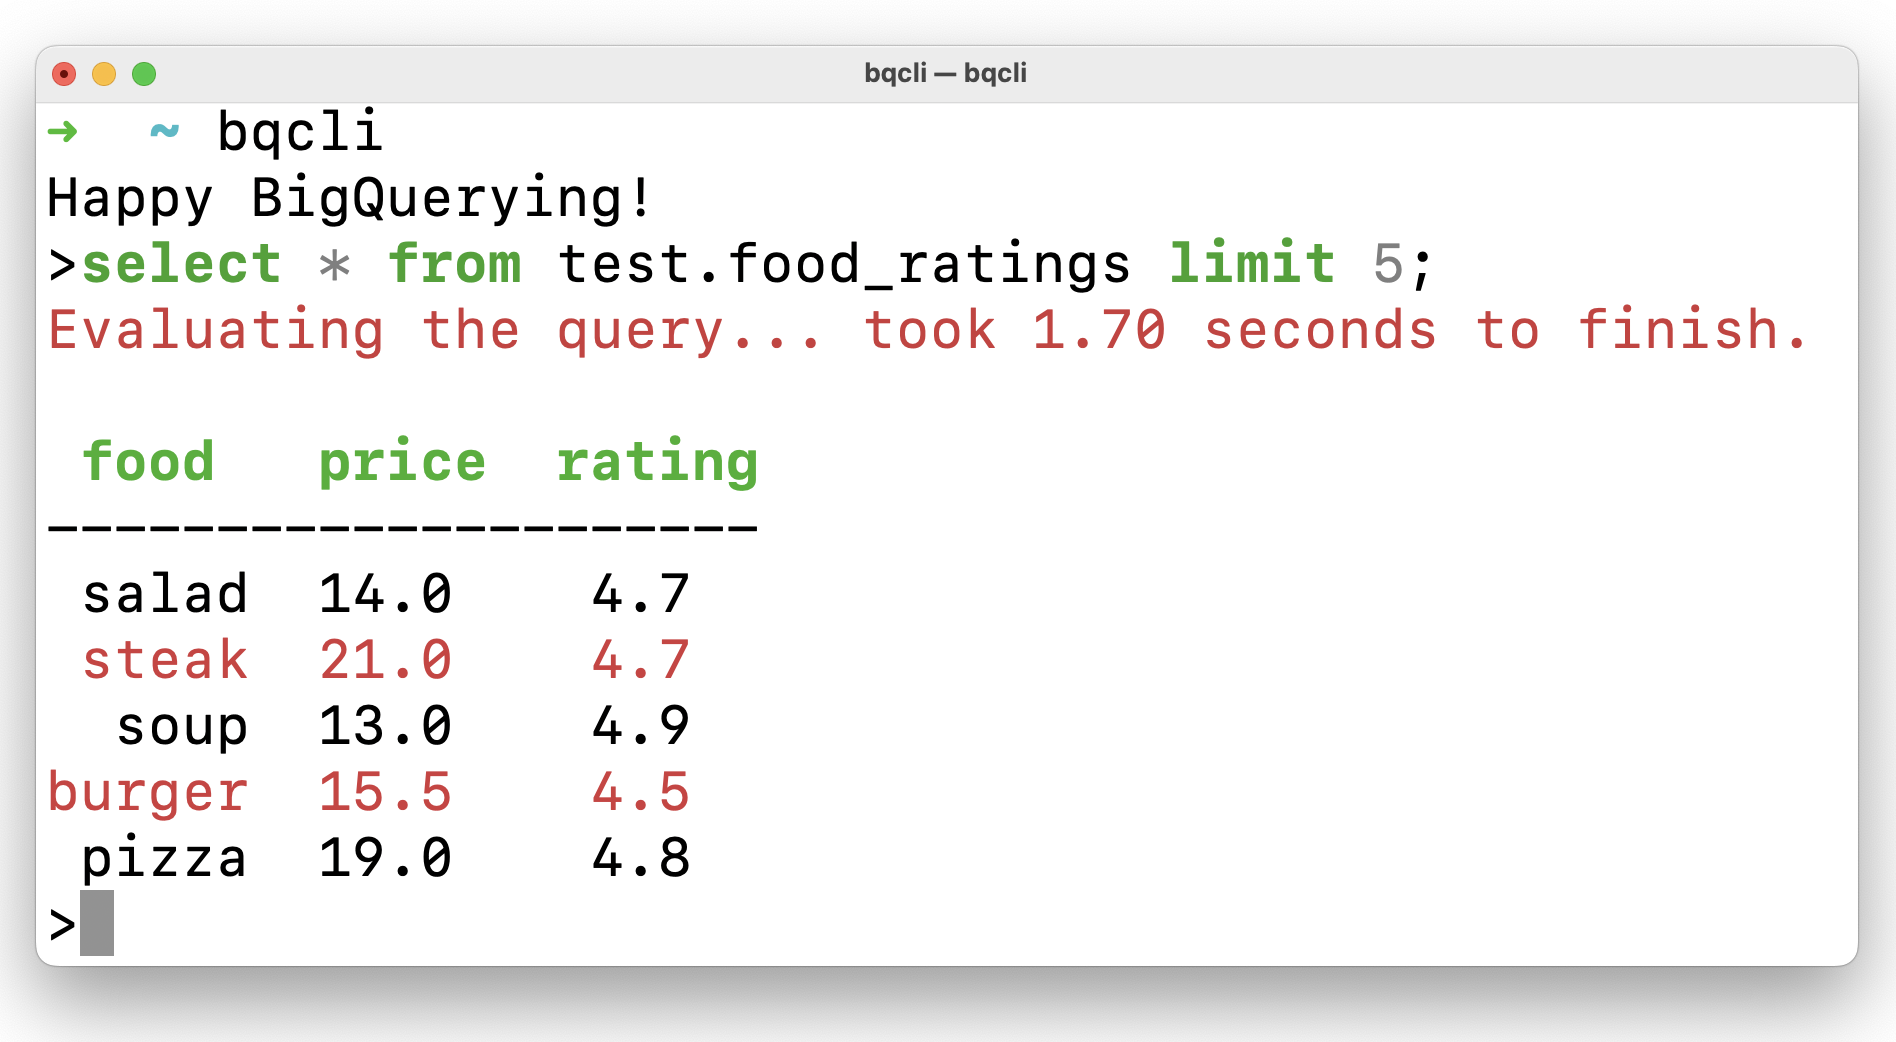 bqcli — bqcli
➜  ~ bqcli
Happy BigQuerying!
>select * from test.food_ratings limit 5;
Evaluating the query... took 1.70 seconds to finish.
food price rating
---------------------
salad 14.0 4.7
steak 21.0 4.7
soup 13.0 4.9
burger 15.5 4.5
pizza 19.0 4.8
>